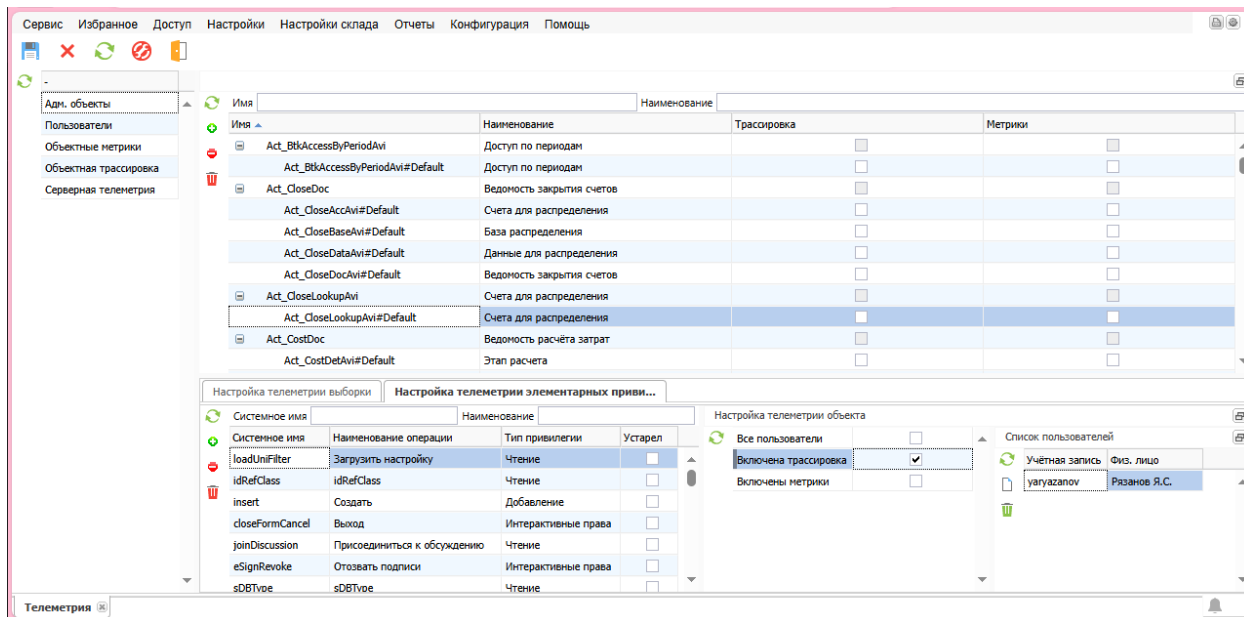 Сервис Избранное Доступ Настройки Настройки склада Отчеты Конфигурация Помощь
-
Адм. объекты
Пользователи
Объектные метрики
Объектная трассировка
Серверная телеметрия
Имя Наименование
Имя Наименование Трассировка Метрики
Act_BtkAccessByPeriodAvi Доступ по периодам
Act_BtkAccessByPeriodAvi#Default Доступ по периодам
Act_CloseDoc Ведомость закрытия счетов
Act_CloseAccAvi#Default Счета для распределения
Act_CloseBaseAvi#Default База распределения
Act_CloseDataAvi#Default Данные для распределения
Act_CloseDocAvi#Default Ведомость закрытия счетов
Act_CloseLookupAvi Счета для распределения
Act_CloseLookupAvi#Default Счета для распределения
Act_CostDoc Ведомость расчёта затрат
Act_CostDetAvi#Default Этап расчета
Настройка телеметрии выборки Настройка телеметрии элементарных приви...
Системное имя Наименование
Системное имя Наименование операции Тип привилегии Устарел
loadUniFilter Загрузить настройку Чтение
idRefClass idRefClass Чтение
insert Создать Добавление
closeFormCancel Выход Интерактивные права
joinDiscussion Присоединиться к обсуждению Чтение
eSignRevoke Отозвать подписи Интерактивные права
sDBType sDBType Чтение
Настройка телеметрии объекта
Все пользователи
Включена трассировка
Включены метрики
Список пользователей
Учётная запись Физ. лицо
yaryazanov Рязанов Я.С.
Телеметрия